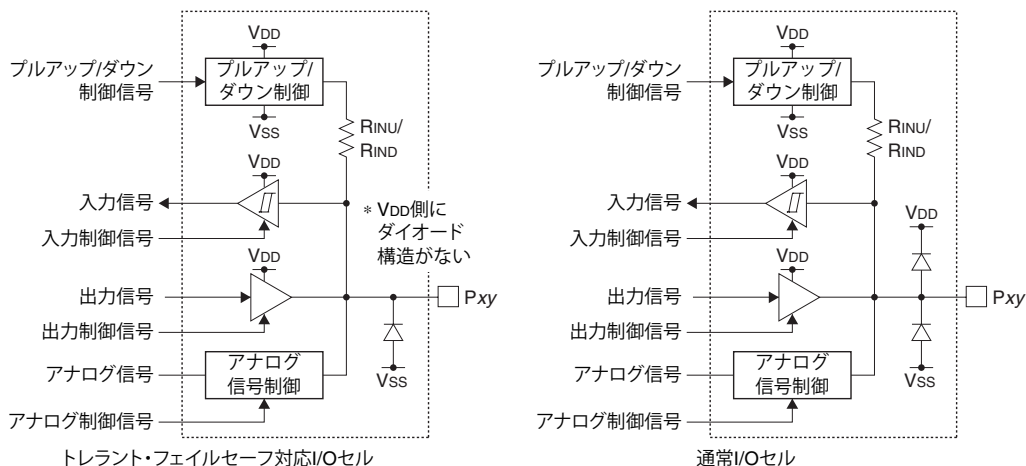 VDD
プルアップ/ダウン
制御信号
プルアップ/
ダウン制御
VSS
RINU/
RIND
VDD
入力信号
入力制御信号
* VDD側に
ダイオード
構造がない
VDD
出力信号
出力制御信号
Pxy
アナログ信号
アナログ
信号制御
VSS
アナログ制御信号
トレラント・フェイルセーフ対応I/Oセル
VDD
プルアップ/ダウン
制御信号
プルアップ/
ダウン制御
VSS
RINU/
RIND
VDD
入力信号
入力制御信号
VDD
VDD
出力信号
出力制御信号
Pxy
アナログ信号
アナログ
信号制御
VSS
アナログ制御信号
通常I/Oセル